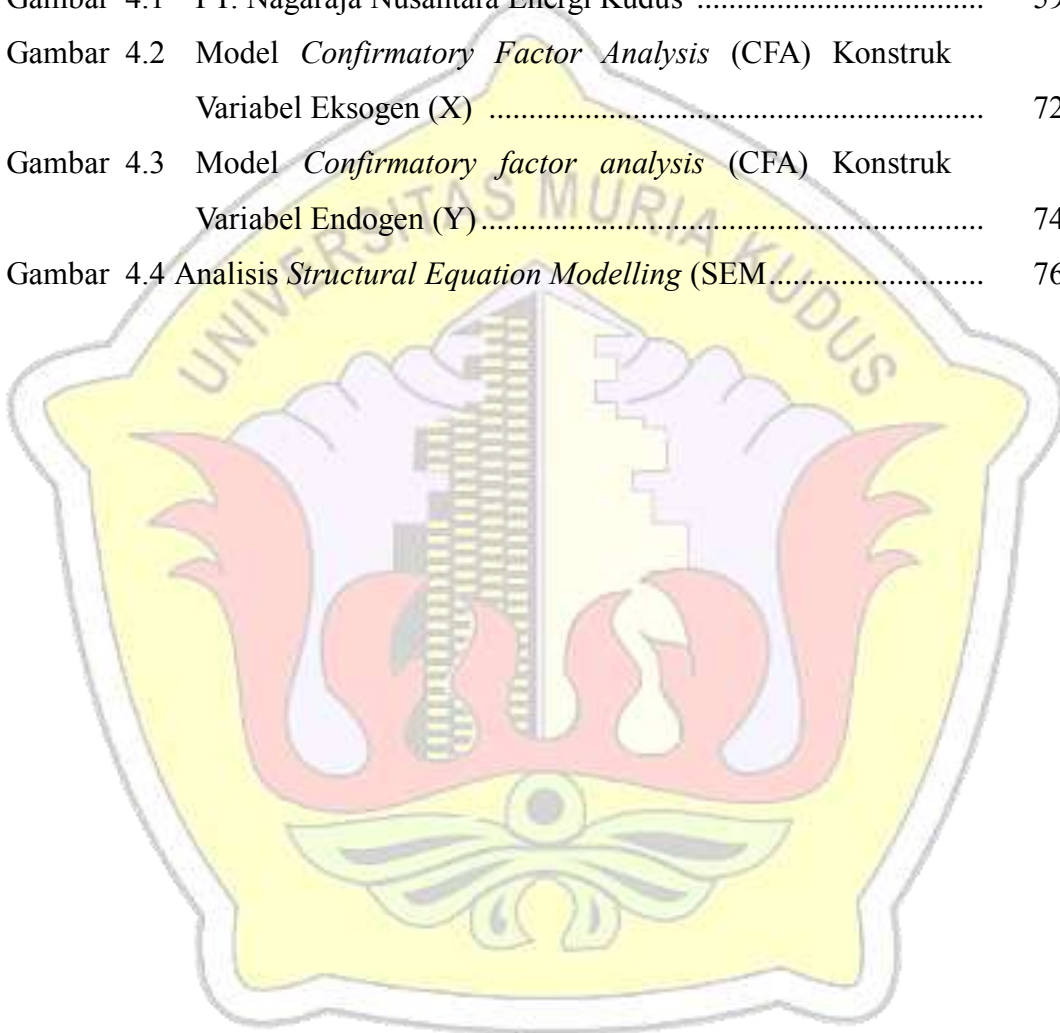 Gambar 4.1 PT. Nagaraja Nusantara Energi Kudus .................................... 59
Gambar 4.2 Model Confirmatory Factor Analysis (CFA) Konstruk
Variabel Eksogen (X) ............................................................. 72
Gambar 4.3 Model Confirmatory factor analysis (CFA) Konstruk
Variabel Endogen (Y).............................................................. 74
Gambar 4.4 Analisis Structural Equation Modelling (SEM........................... 76
UNIVERSITAS MURIA KUDUS